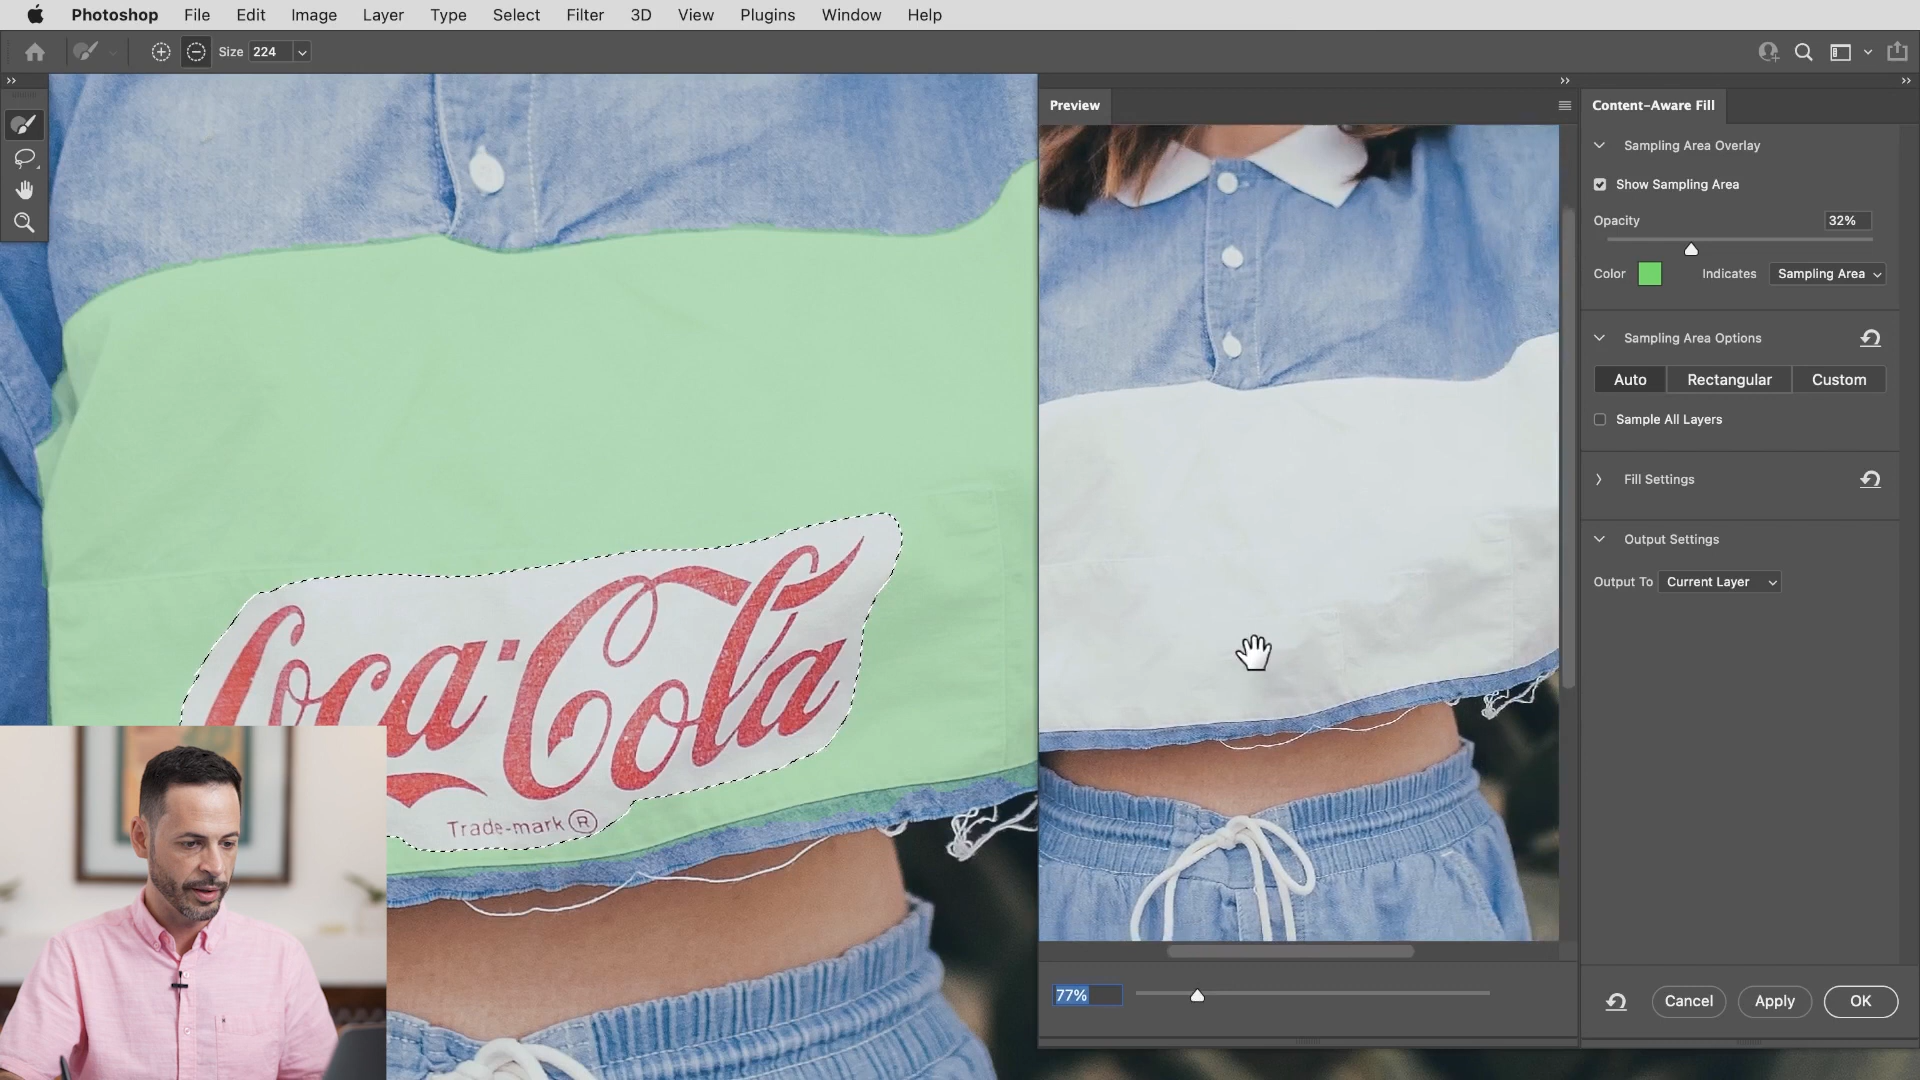 Photoshop File Edit Image Layer Type Select Filter 3D View Plugins Window Help
Size 224
Preview
Content-Aware Fill
Sampling Area Overlay
Show Sampling Area
Opacity 32%
Color Indicates Sampling Area
Sampling Area Options
Auto Rectangular Custom
Sample All Layers
Fill Settings
Output Settings
Output To Current Layer
Coca-Cola
Trade-mark ®
77%
Cancel Apply OK